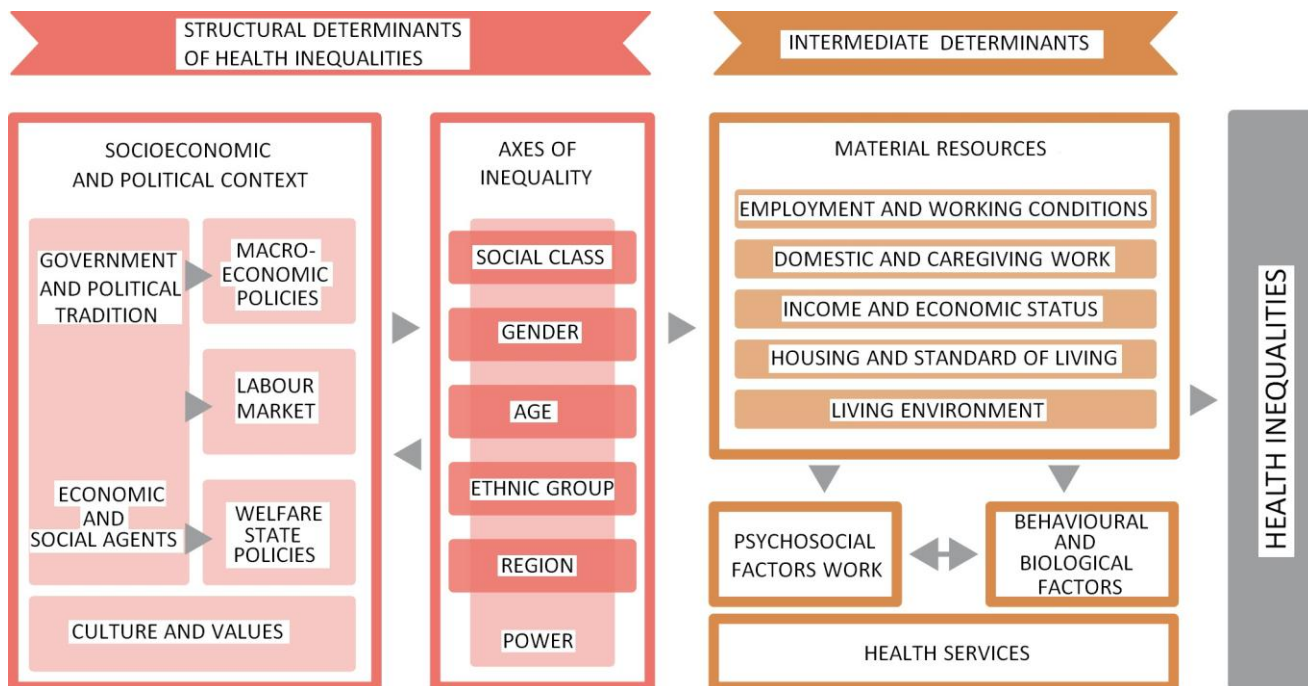 STRUCTURAL DETERMINANTS
OF HEALTH INEQUALITIES
INTERMEDIATE DETERMINANTS
SOCIOECONOMIC
AND POLITICAL CONTEXT
GOVERNMENT
AND POLITICAL
TRADITION
MACRO-
ECONOMIC
POLICIES
LABOUR
MARKET
ECONOMIC
AND
SOCIAL AGENTS
WELFARE
STATE
POLICIES
CULTURE AND VALUES
AXES OF
INEQUALITY
SOCIAL CLASS
GENDER
AGE
ETHNIC GROUP
REGION
POWER
MATERIAL RESOURCES
EMPLOYMENT AND WORKING CONDITIONS
DOMESTIC AND CAREGIVING WORK
INCOME AND ECONOMIC STATUS
HOUSING AND STANDARD OF LIVING
LIVING ENVIRONMENT
PSYCHOSOCIAL
FACTORS WORK
BEHAVIOURAL
AND
BIOLOGICAL
FACTORS
HEALTH SERVICES
HEALTH INEQUALITIES